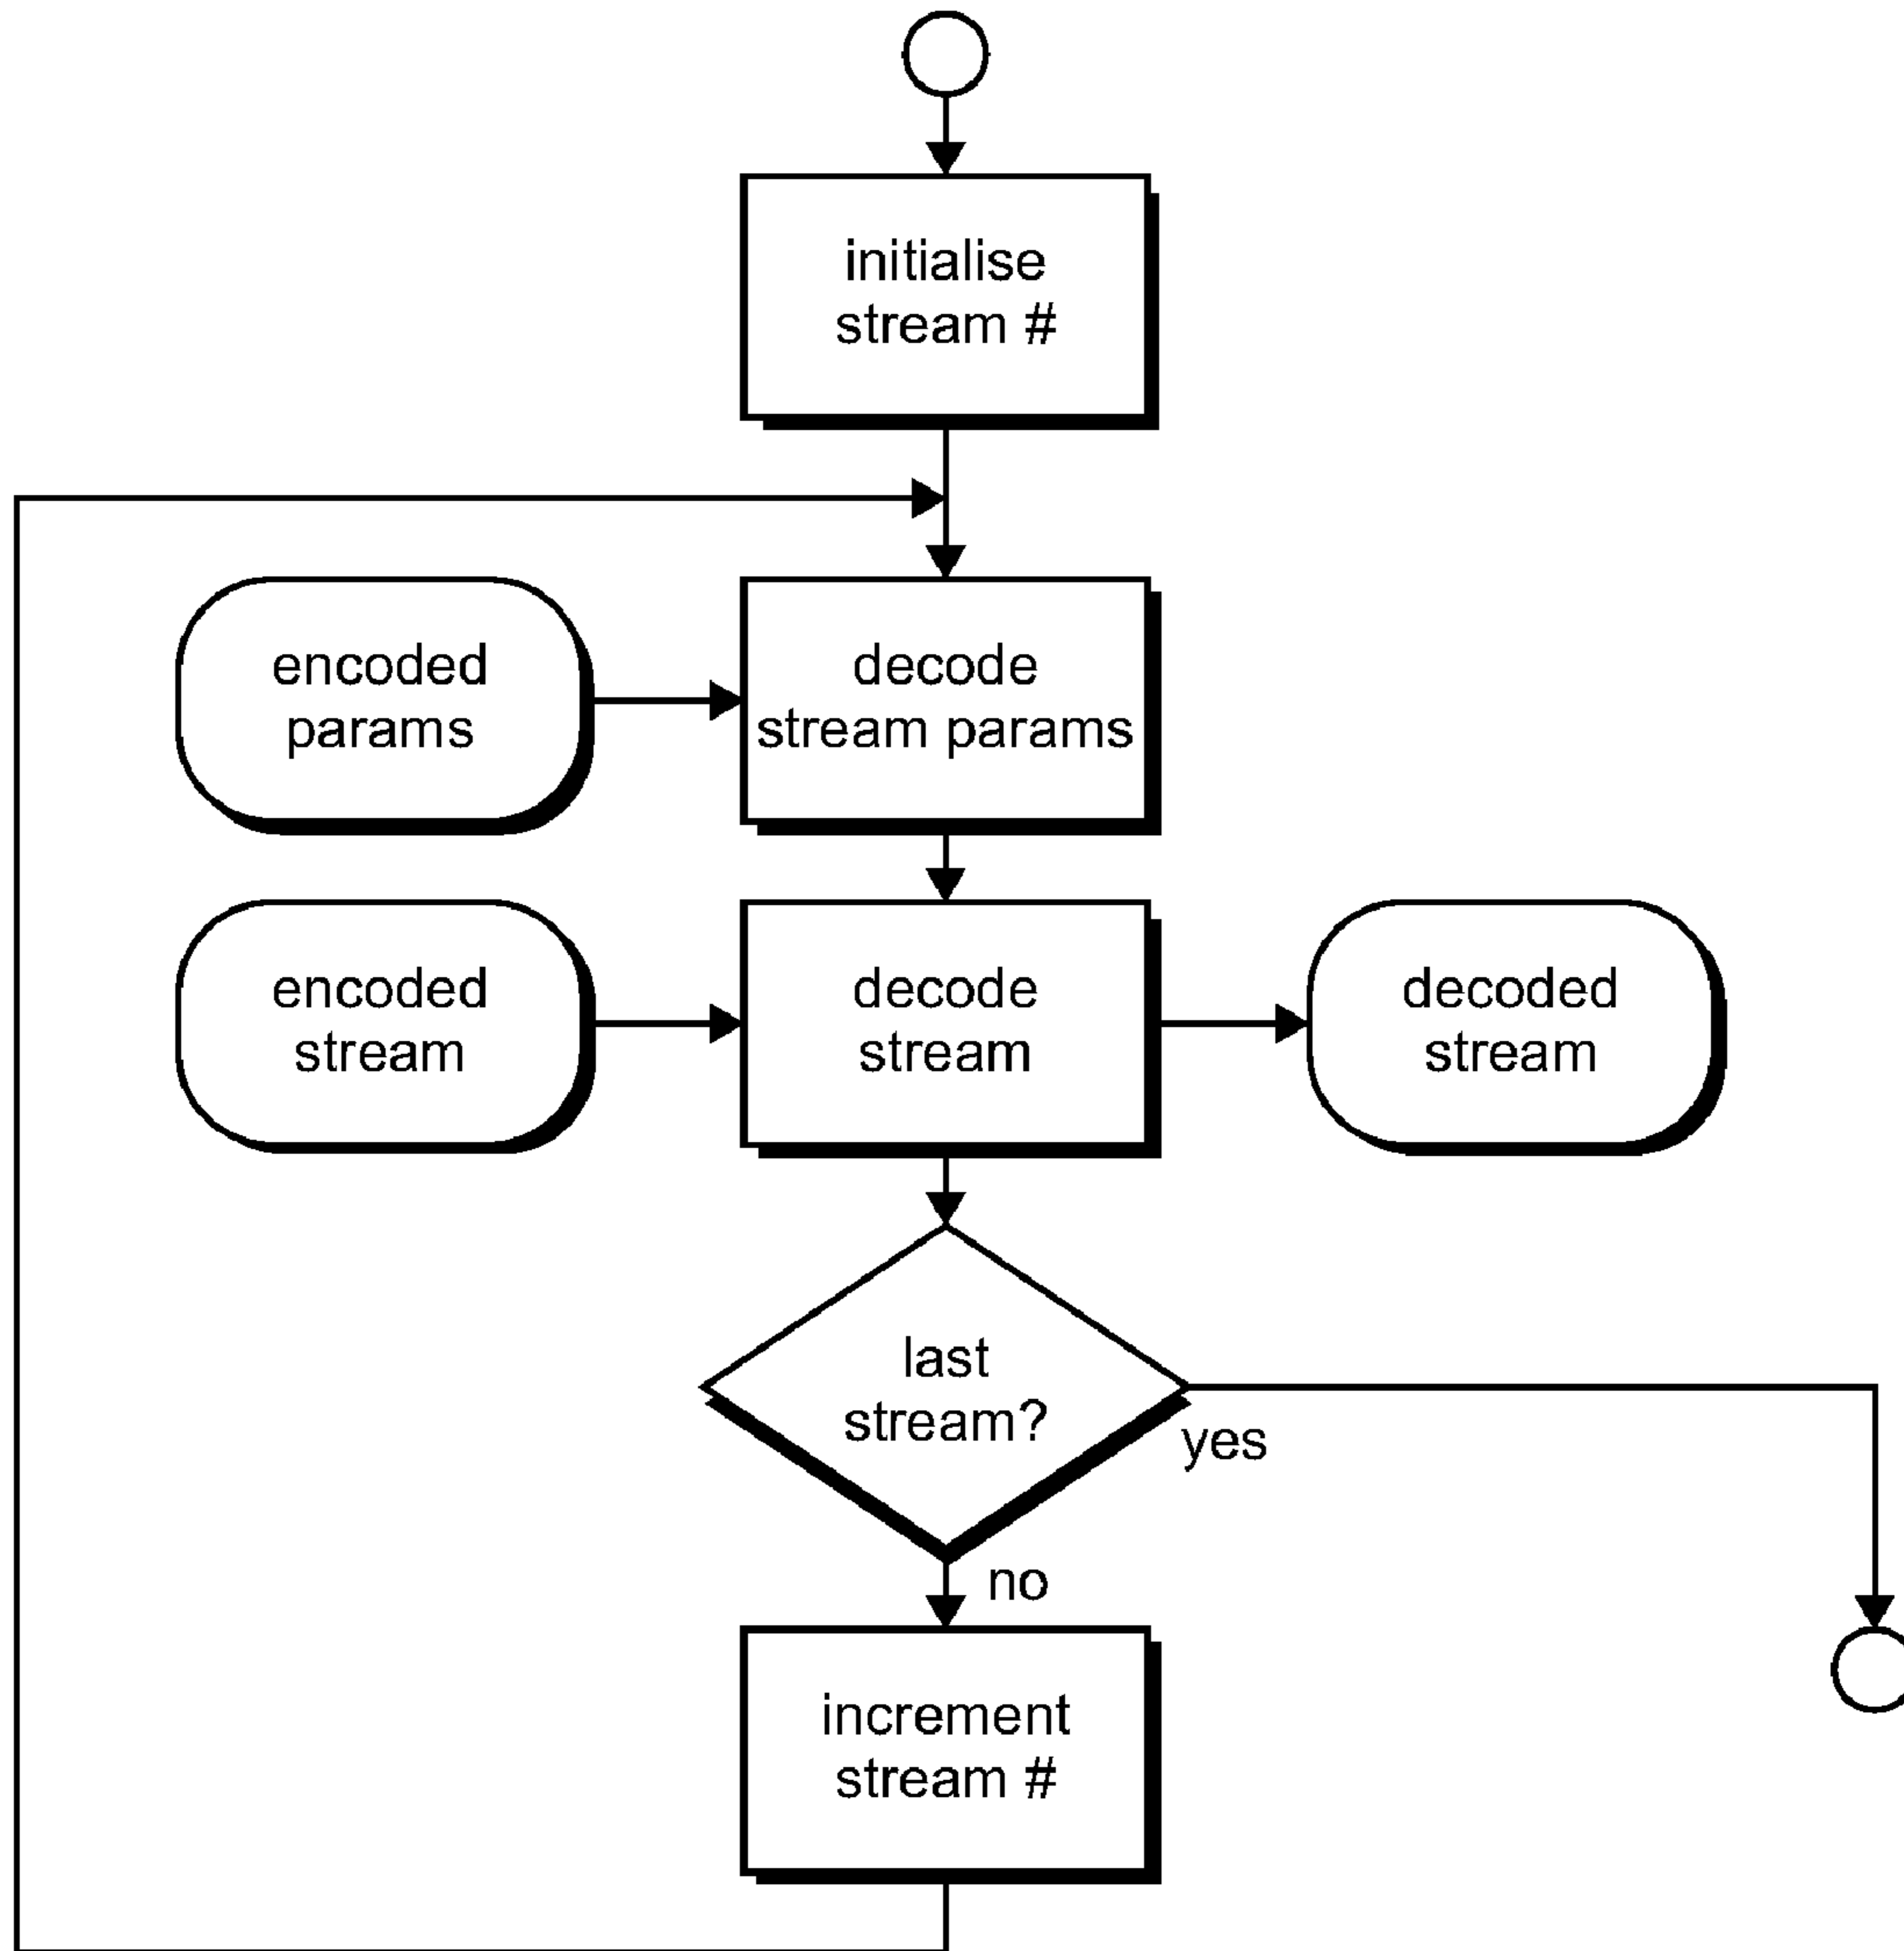 initialise
stream #
encoded
params
decode
stream params
encoded
stream
decode
stream
decoded
stream
last
stream?
yes
no
increment
stream #